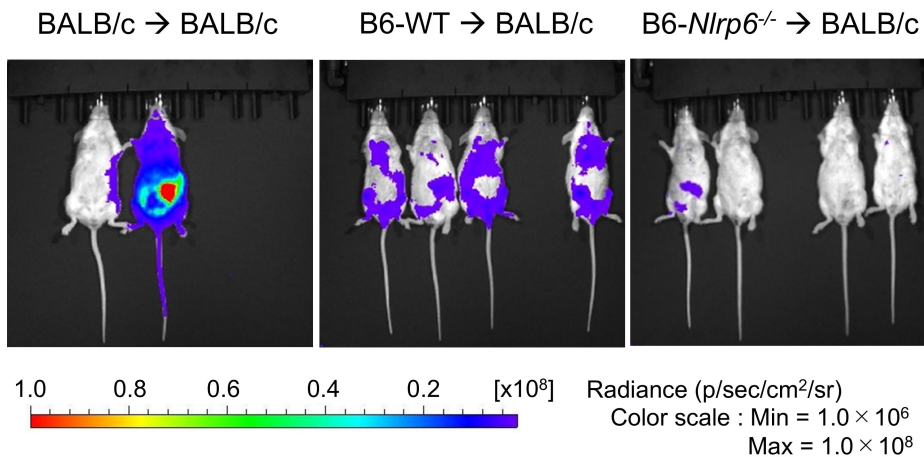 BALB/c → BALB/c
B6-WT → BALB/c
B6-Nlrp6-/- → BALB/c
1.0 0.8 0.6 0.4 0.2 [x10⁸]
Radiance (p/sec/cm²/sr)
Color scale : Min = 1.0 × 10⁶
Max = 1.0 × 10⁸